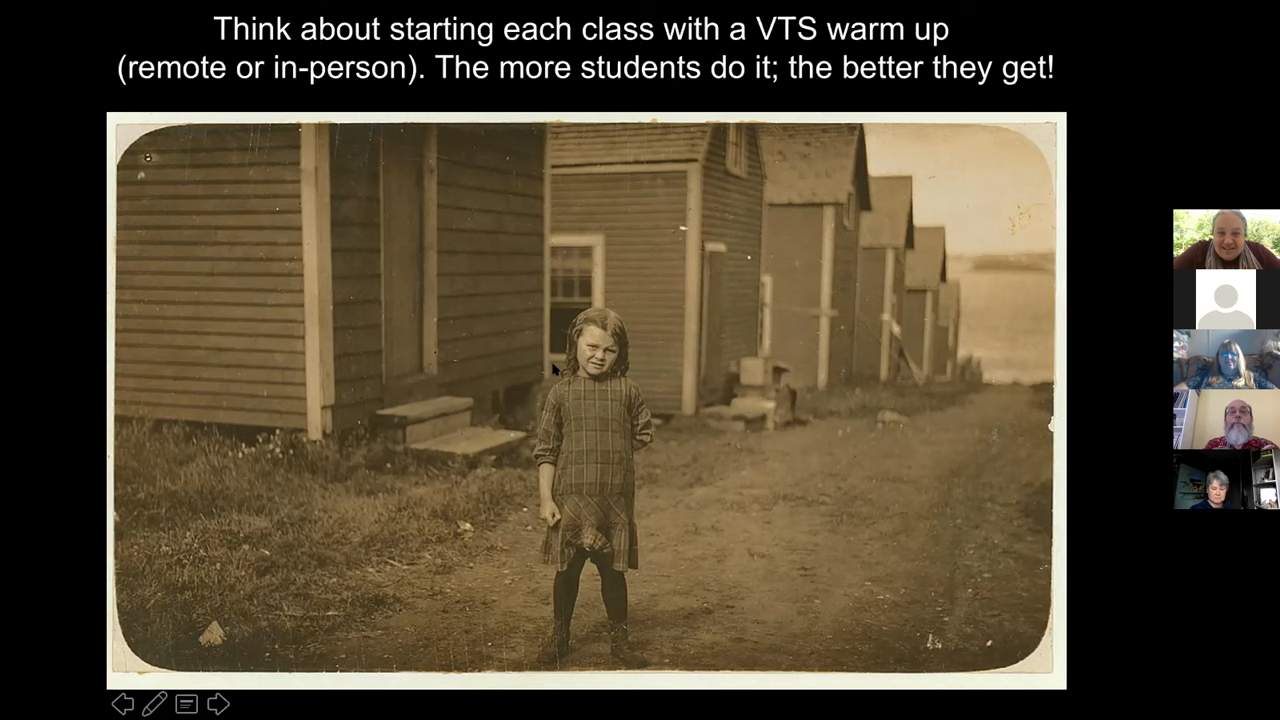 Think about starting each class with a VTS warm up
(remote or in-person). The more students do it; the better they get!